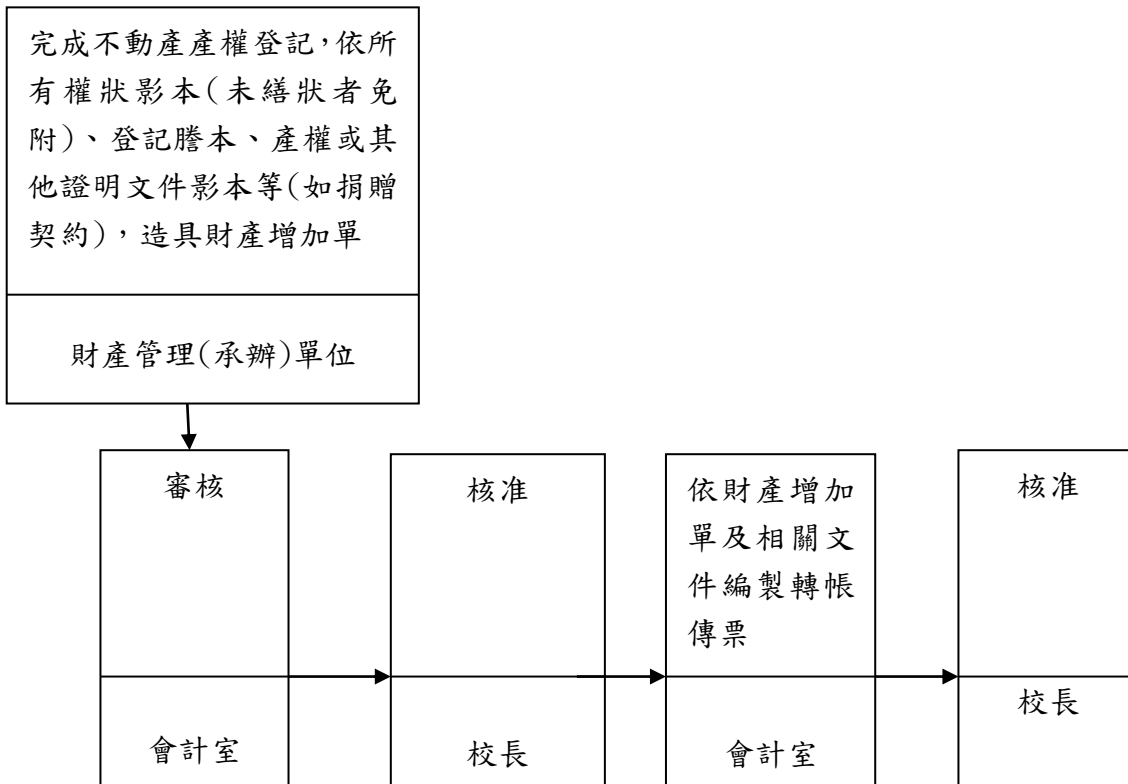 完成不動產產權登記，依所
有權狀影本(未繕狀者免
附)、登記謄本、產權或其
他證明文件影本等(如捐贈
契約)，造具財產增加單
財產管理(承辦)單位
審核
會計室
核准
校長
依財產增加
單及相關文
件編製轉帳
傳票
會計室
核准
校長